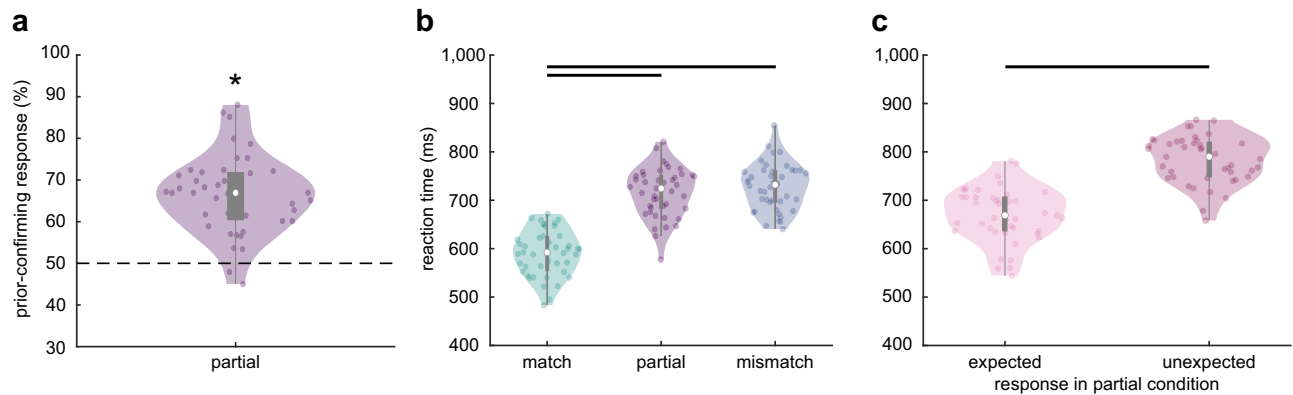 a
prior-confirming response (%)
100
90
80
70
60
50
40
30
*
partial
b
reaction time (ms)
1,000
900
800
700
600
500
400
match partial mismatch
c
1,000
900
800
700
600
500
400
expected unexpected
response in partial condition